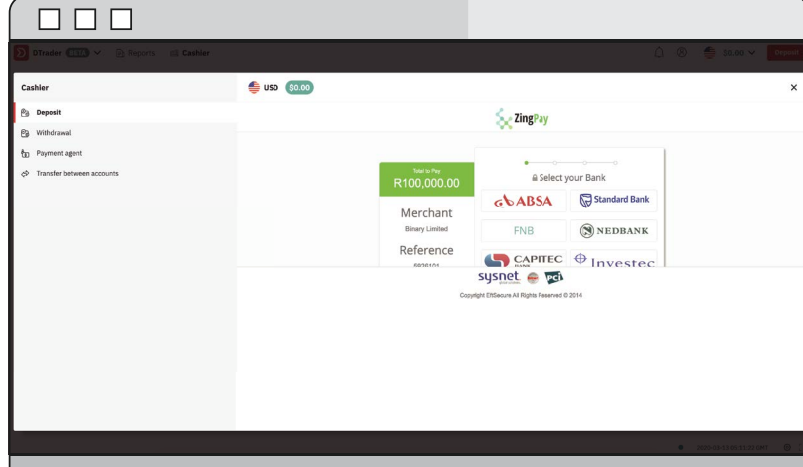 DTrader BETA Reports Cashier $0.00 Deposit
Cashier
USD $0.00
Deposit
Withdrawal
Payment agent
Transfer between accounts
ZingPay
Total to Pay
R100,000.00
Merchant
Binary Limited
Reference
Select your Bank
ABSA Standard Bank
FNB NEDBANK
CAPITEC BANK Investec
sysnet PCI
Copyright EftSecure All Rights Reserved © 2014